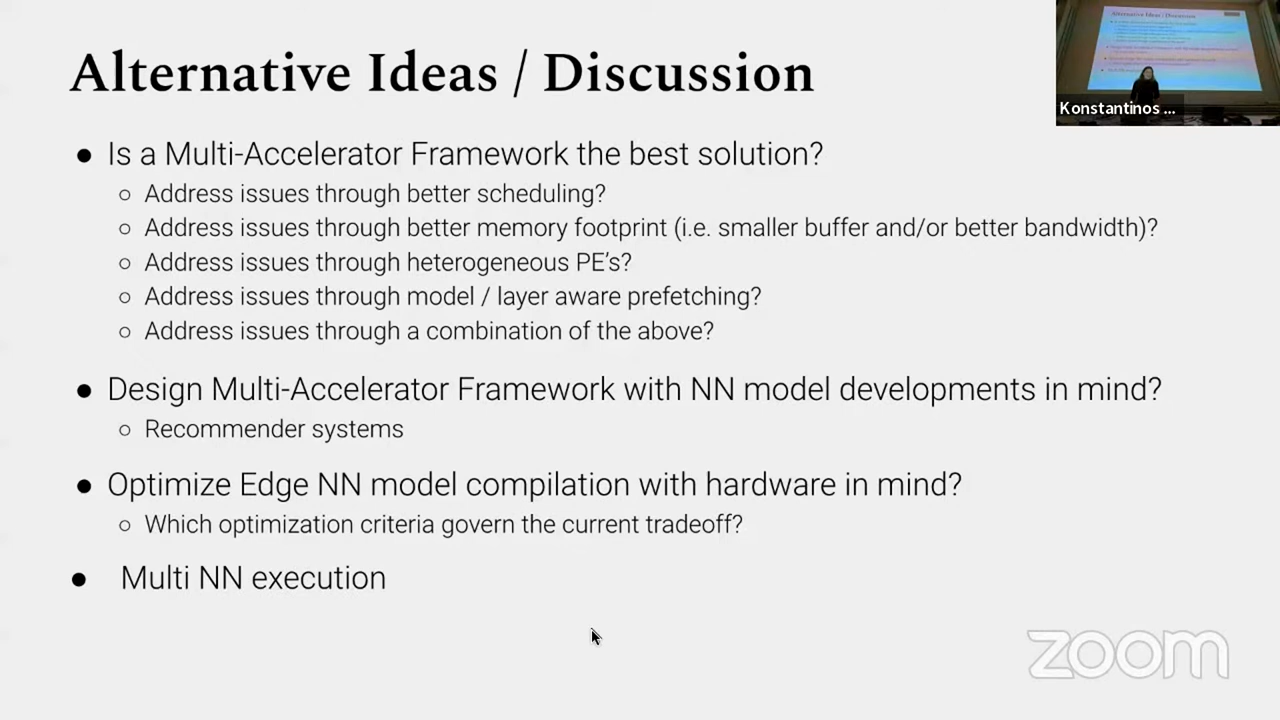 Alternative Ideas / Discussion
Konstantinos ...
● Is a Multi-Accelerator Framework the best solution?
○ Address issues through better scheduling?
○ Address issues through better memory footprint (i.e. smaller buffer and/or better bandwidth)?
○ Address issues through heterogeneous PE’s?
○ Address issues through model / layer aware prefetching?
○ Address issues through a combination of the above?
● Design Multi-Accelerator Framework with NN model developments in mind?
○ Recommender systems
● Optimize Edge NN model compilation with hardware in mind?
○ Which optimization criteria govern the current tradeoff?
● Multi NN execution
zoom